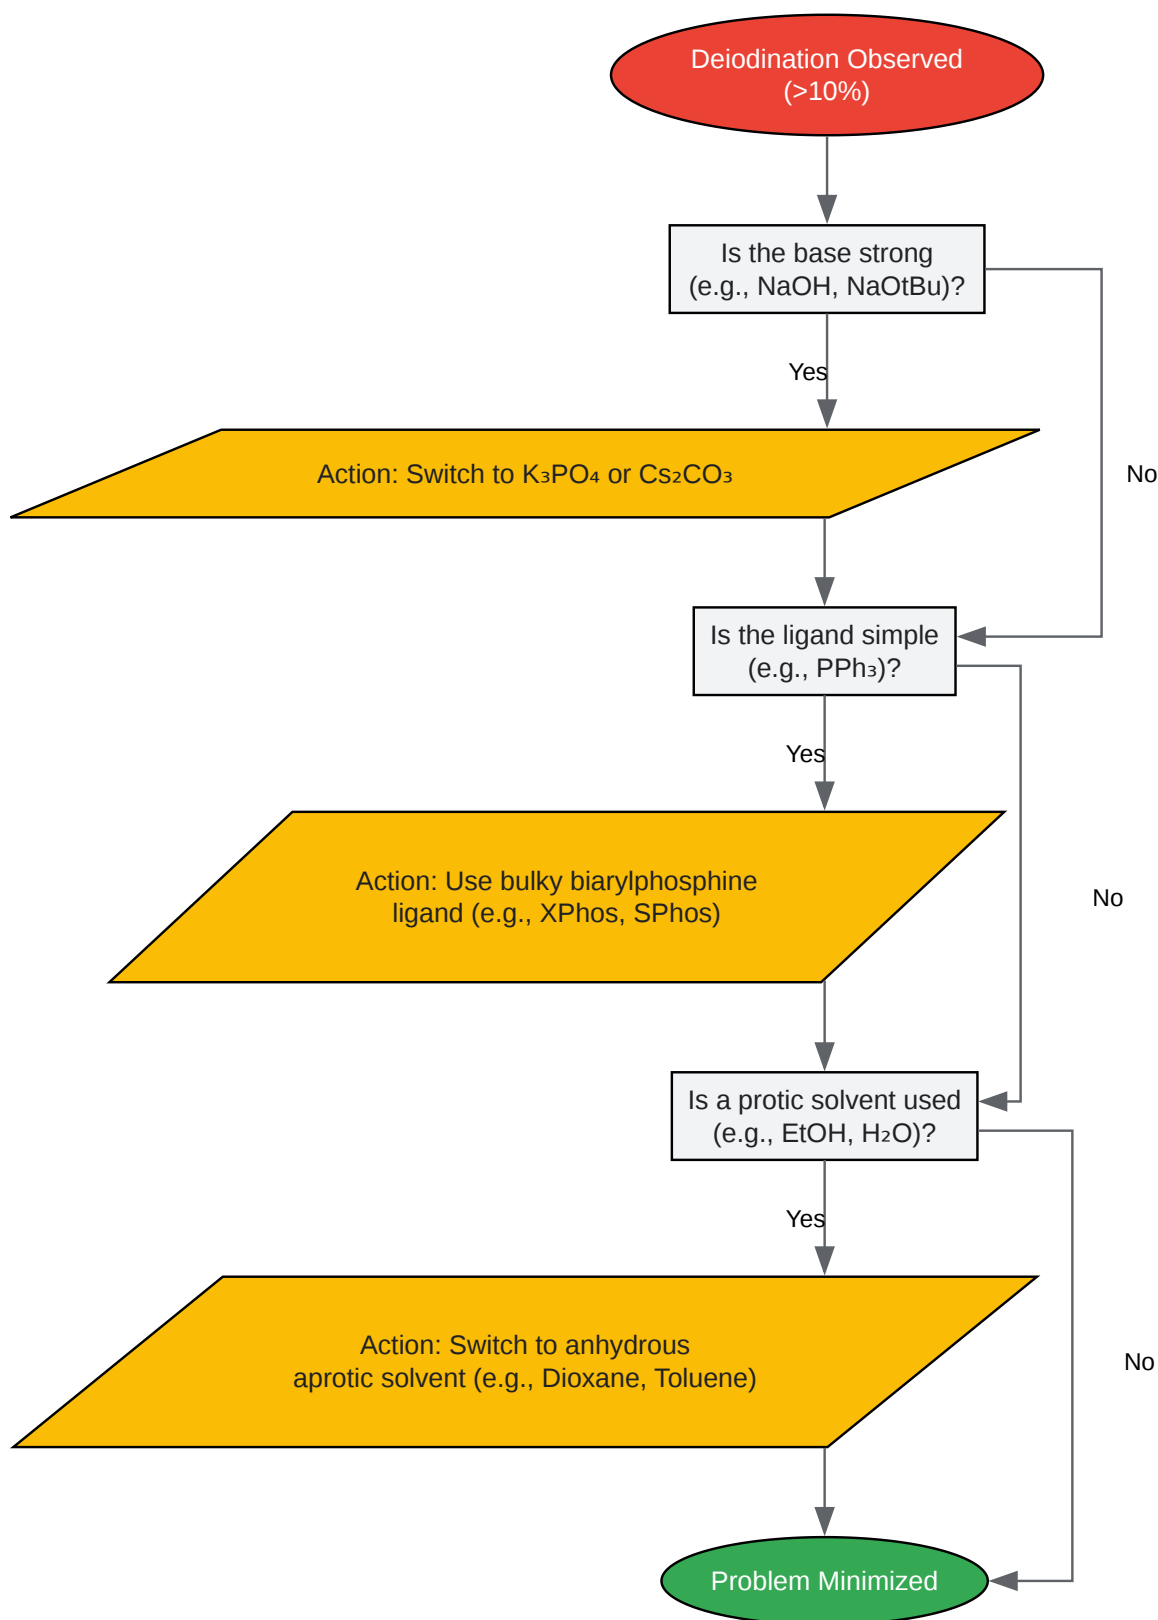 Deiodination Observed
(>10%)
Is the base strong
(e.g., NaOH, NaOtBu)?
Yes
Action: Switch to K₃PO₄ or Cs₂CO₃
No
Is the ligand simple
(e.g., PPh₃)?
Yes
Action: Use bulky biarylphosphine
ligand (e.g., XPhos, SPhos)
No
Is a protic solvent used
(e.g., EtOH, H₂O)?
Yes
Action: Switch to anhydrous
aprotic solvent (e.g., Dioxane, Toluene)
No
Problem Minimized